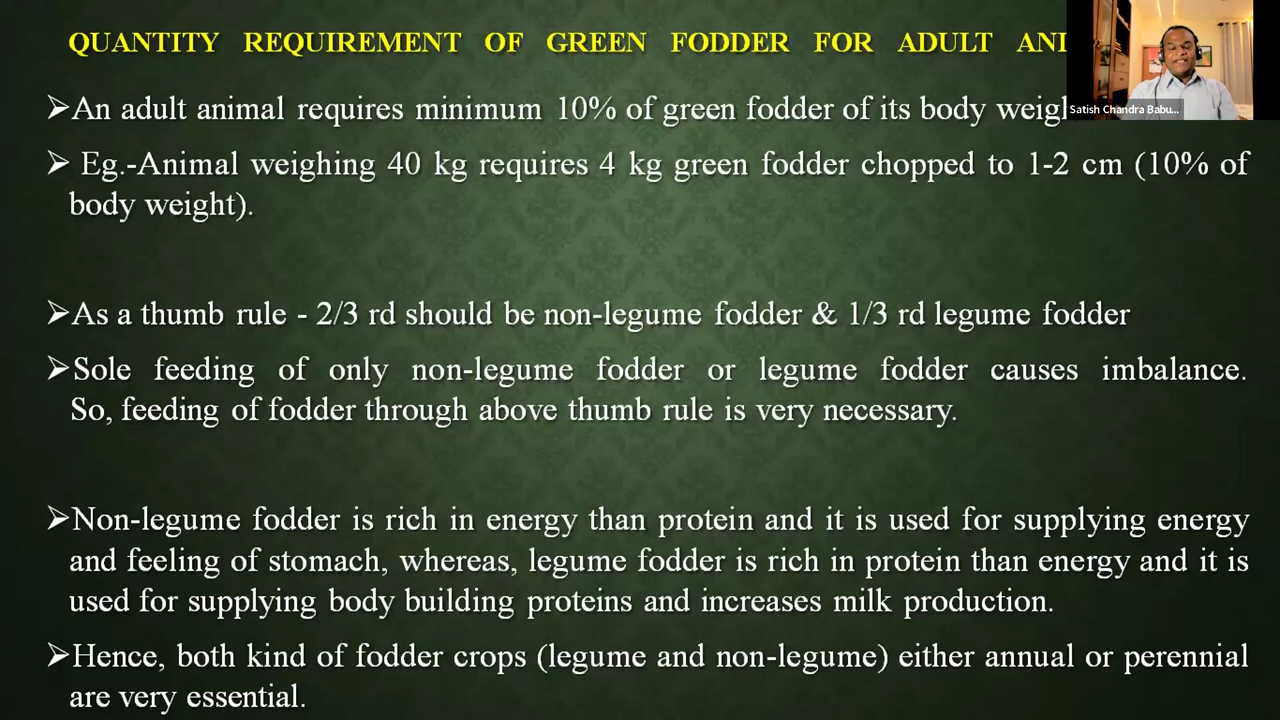 QUANTITY REQUIREMENT OF GREEN FODDER FOR ADULT
➢An adult animal requires minimum 10% of green fodder of its body
Satish Chandra Babu...
➢ Eg.-Animal weighing 40 kg requires 4 kg green fodder chopped to 1-2 cm (10% of
body weight).
➢As a thumb rule - 2/3 rd should be non-legume fodder & 1/3 rd legume fodder
➢Sole feeding of only non-legume fodder or legume fodder causes imbalance.
So, feeding of fodder through above thumb rule is very necessary.
➢Non-legume fodder is rich in energy than protein and it is used for supplying energy
and feeling of stomach, whereas, legume fodder is rich in protein than energy and it is
used for supplying body building proteins and increases milk production.
➢Hence, both kind of fodder crops (legume and non-legume) either annual or perennial
are very essential.